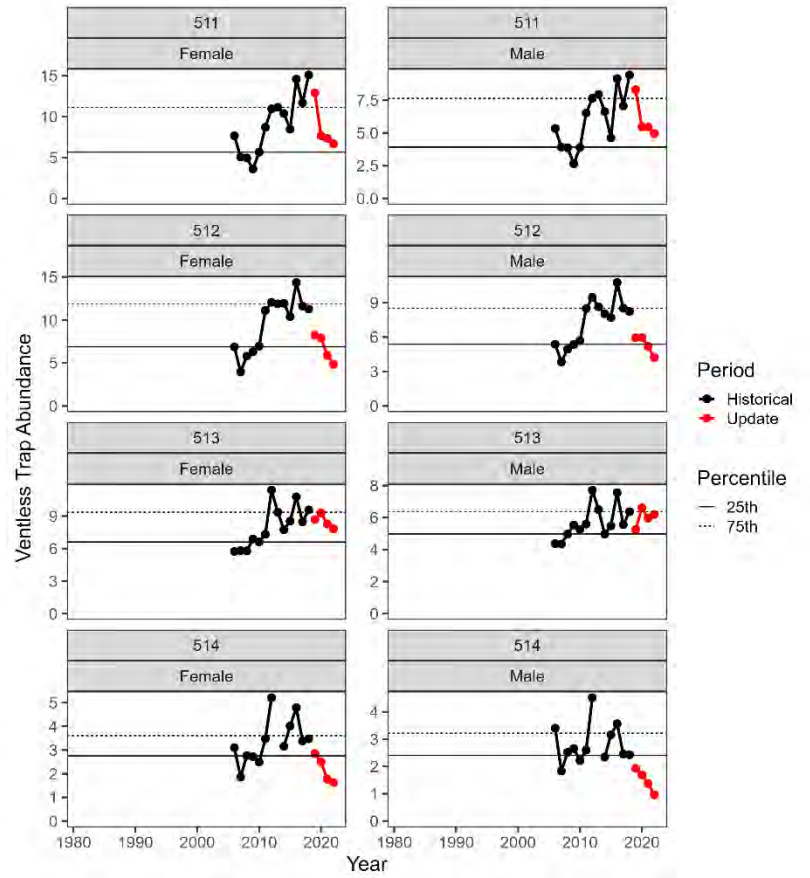 511
511
Female
Male
15
10
5
0
7.5
5.0
2.5
0.0
512
512
Female
Male
15
10
5
0
9
6
3
0
513
513
Female
Male
9
6
3
0
8
6
4
2
0
514
514
Female
Male
5
4
3
2
1
0
4
3
2
1
0
1980 1990 2000 2010 2020
1980 1990 2000 2010 2020
Year
Ventless Trap Abundance
Period
Historical
Update
Percentile
25th
75th